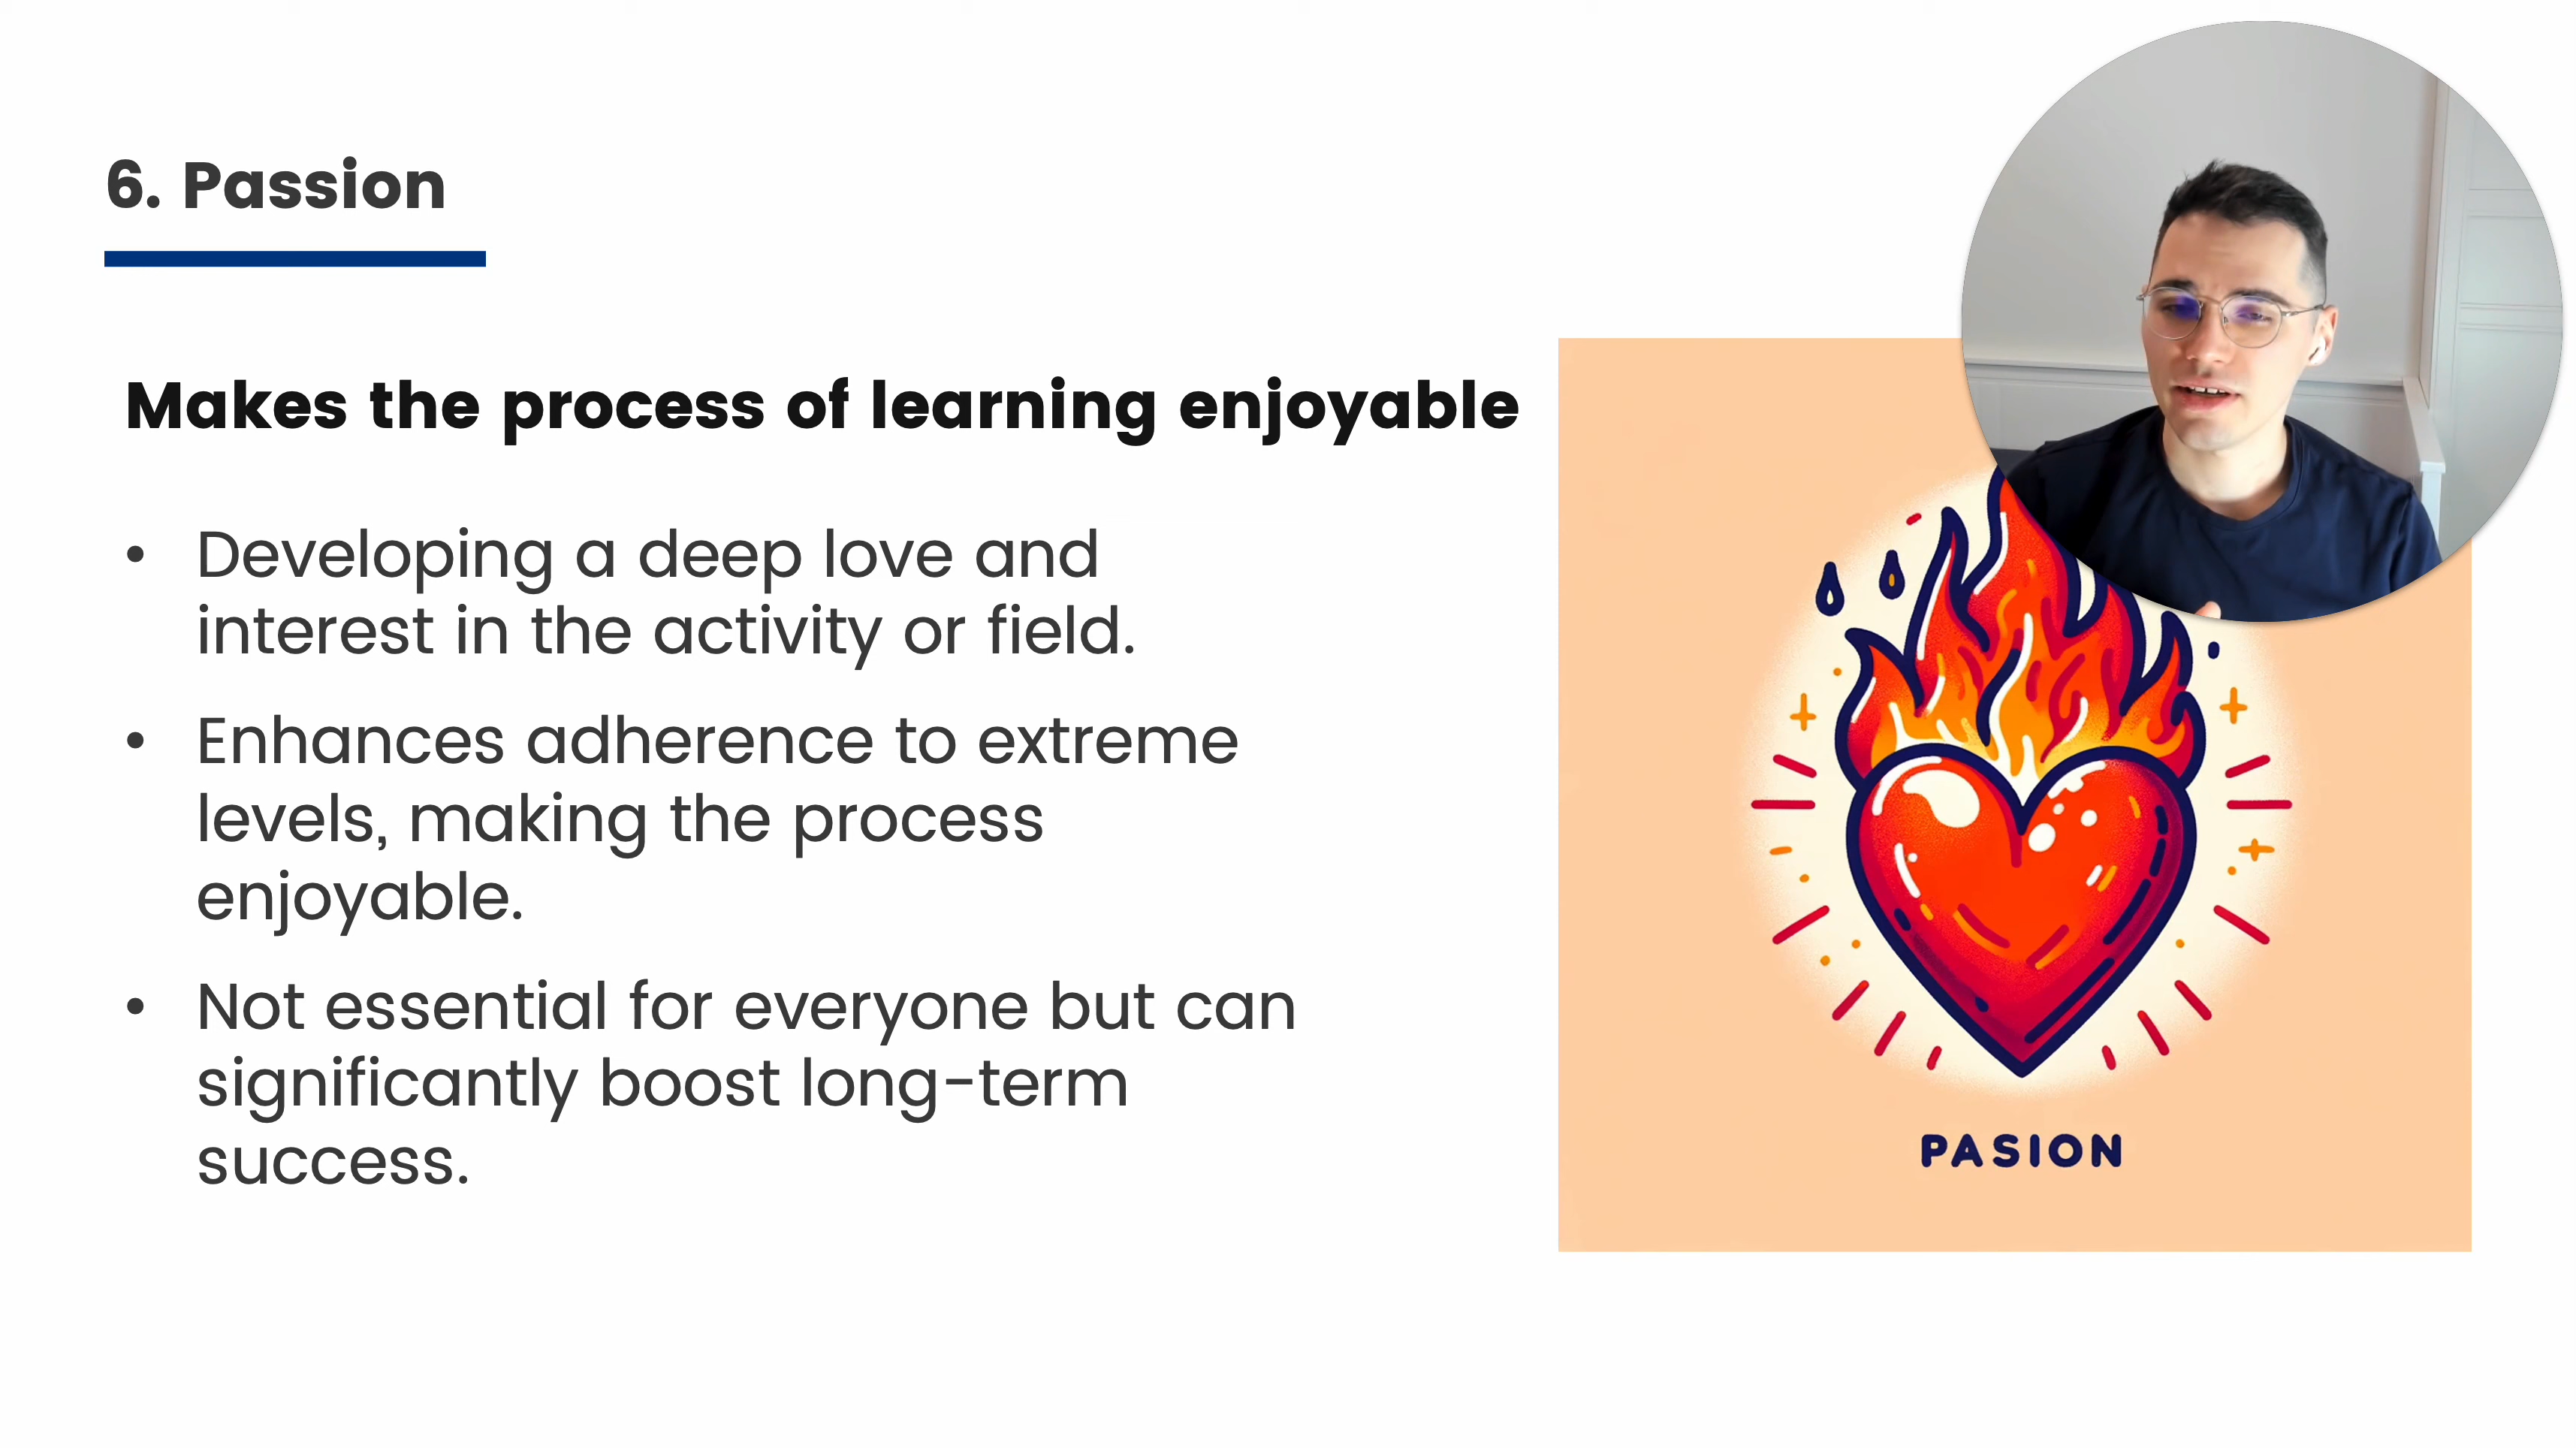 6. Passion
Makes the process of learning enjoyable
• Developing a deep love and
interest in the activity or field.
• Enhances adherence to extreme
levels, making the process
enjoyable.
• Not essential for everyone but can
significantly boost long-term
success.
PASION